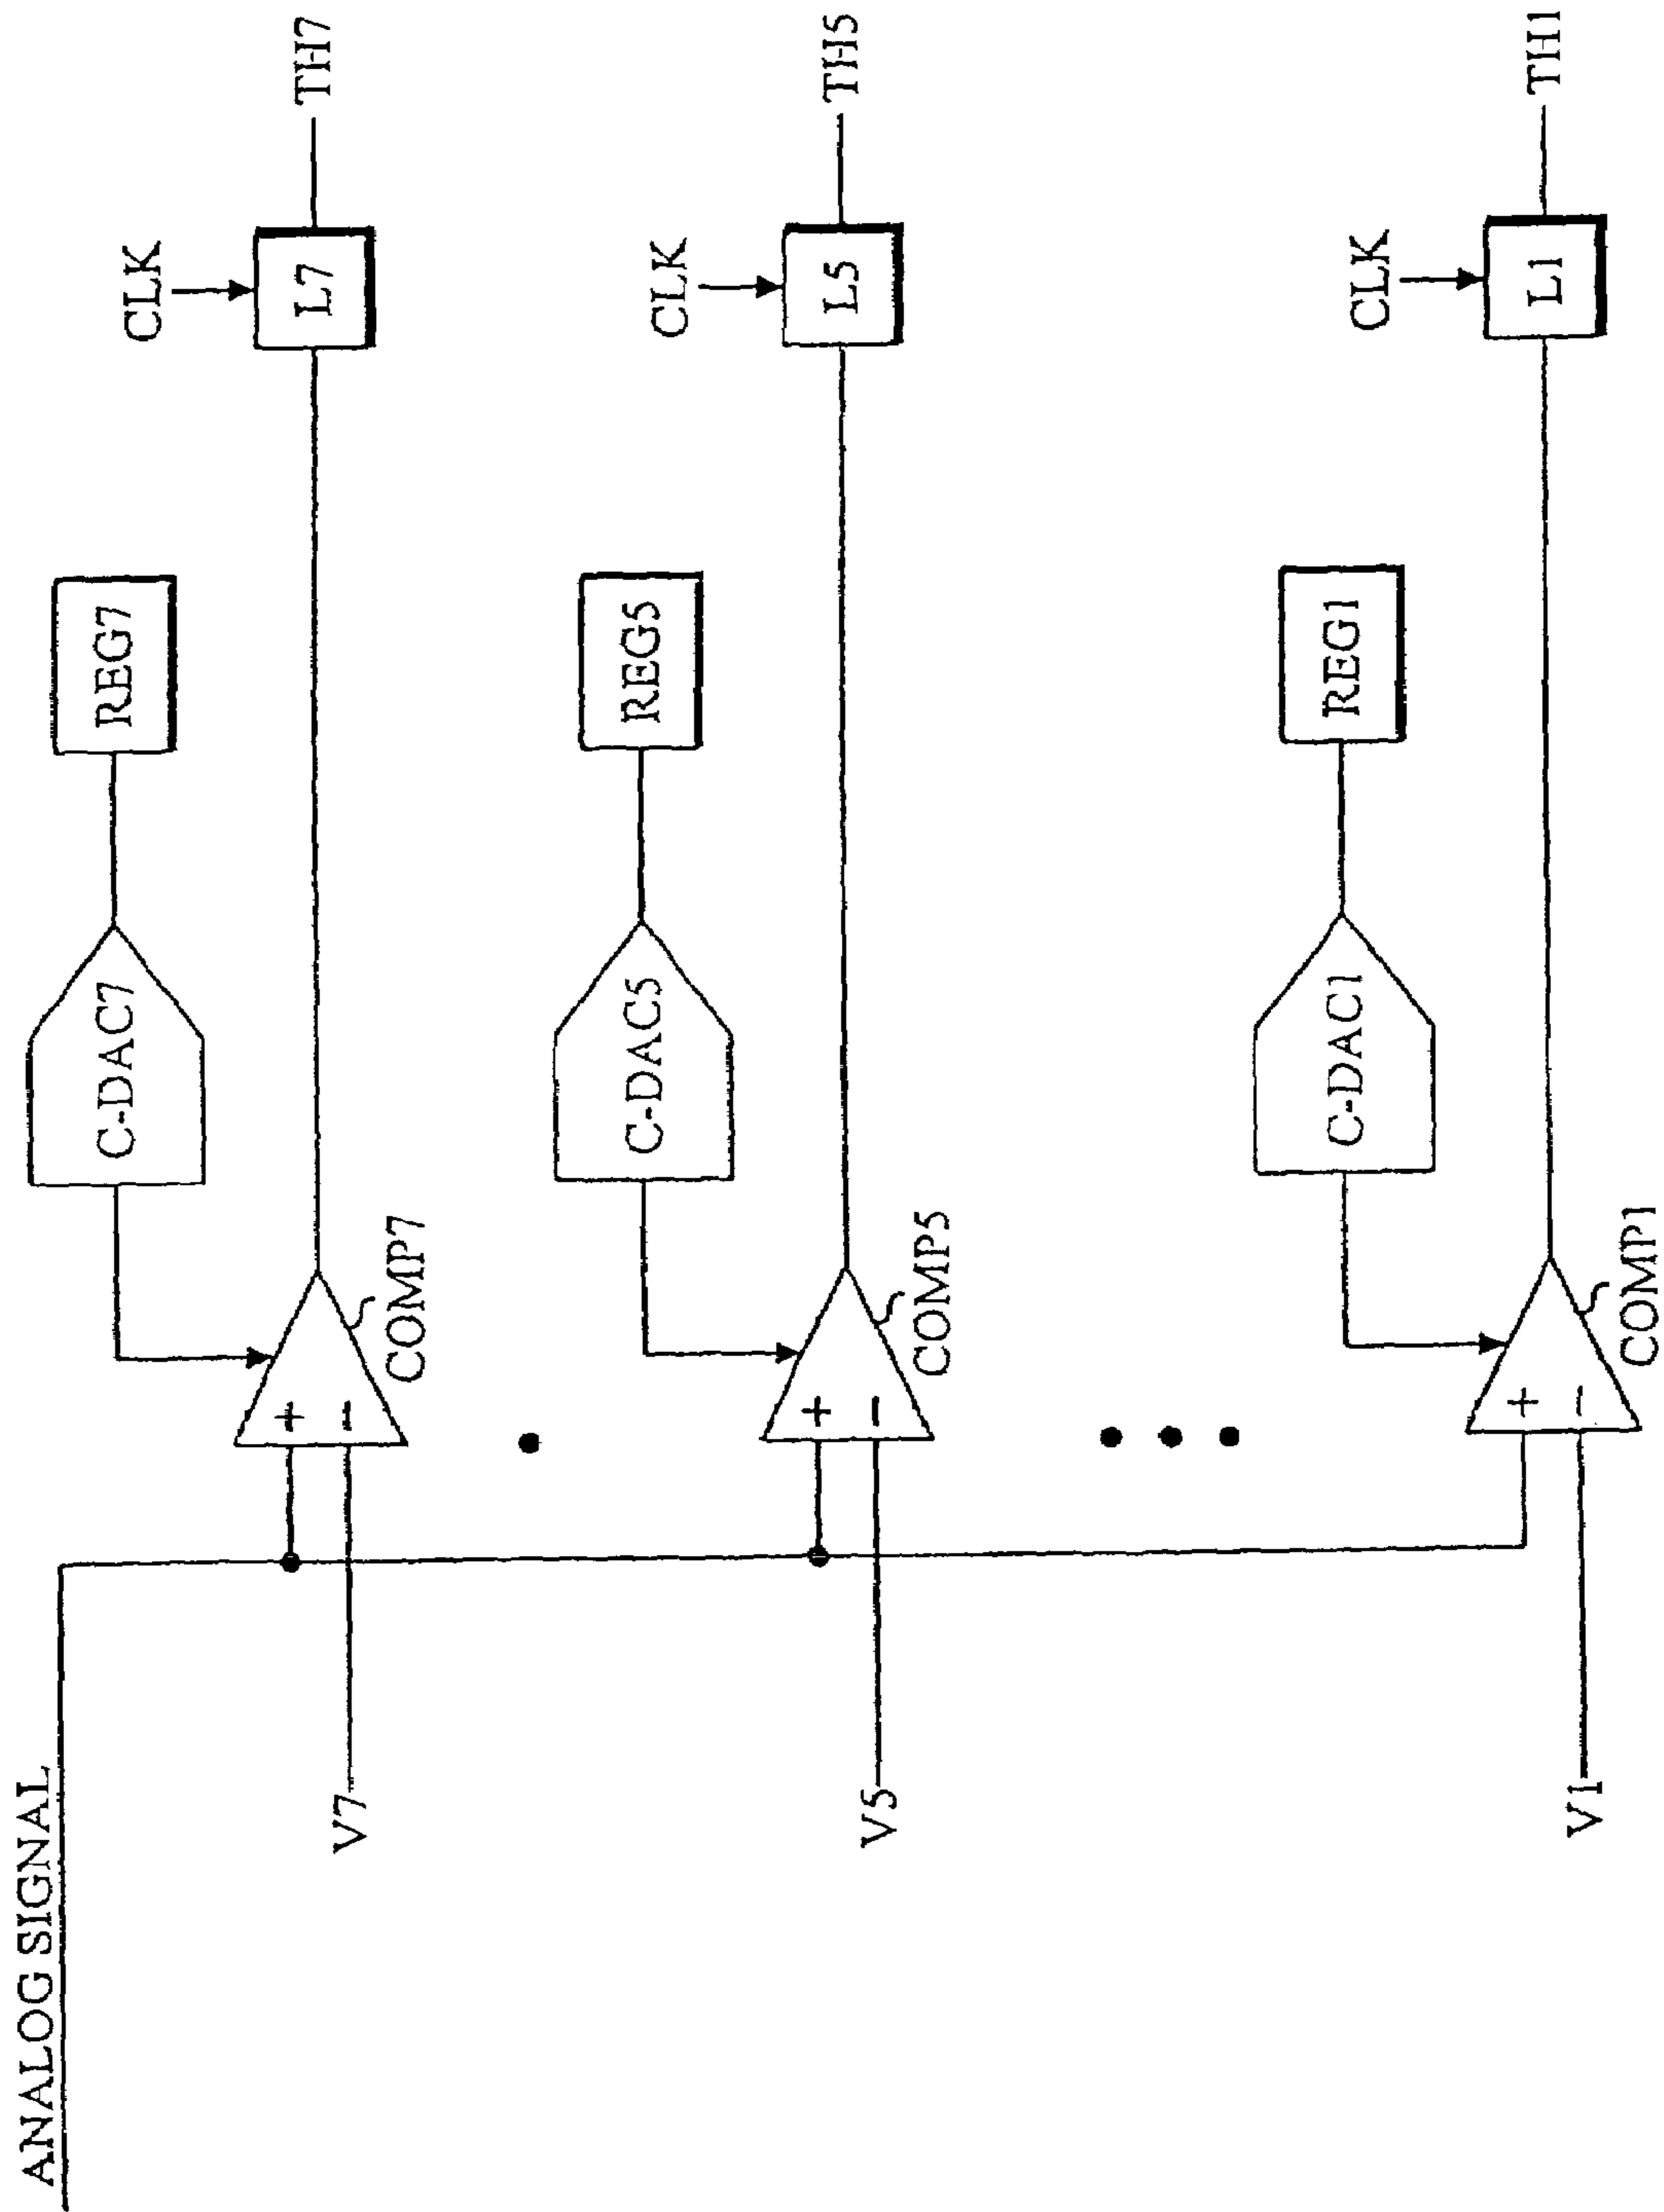 ANALOG SIGNAL
C-DAC7
REG7
CLK
V7
+
−
COMP7
L7
TH7
C-DAC5
REG5
CLK
V5
+
−
COMP5
L5
TH5
C-DAC1
REG1
CLK
V1
+
−
COMP1
L1
TH1